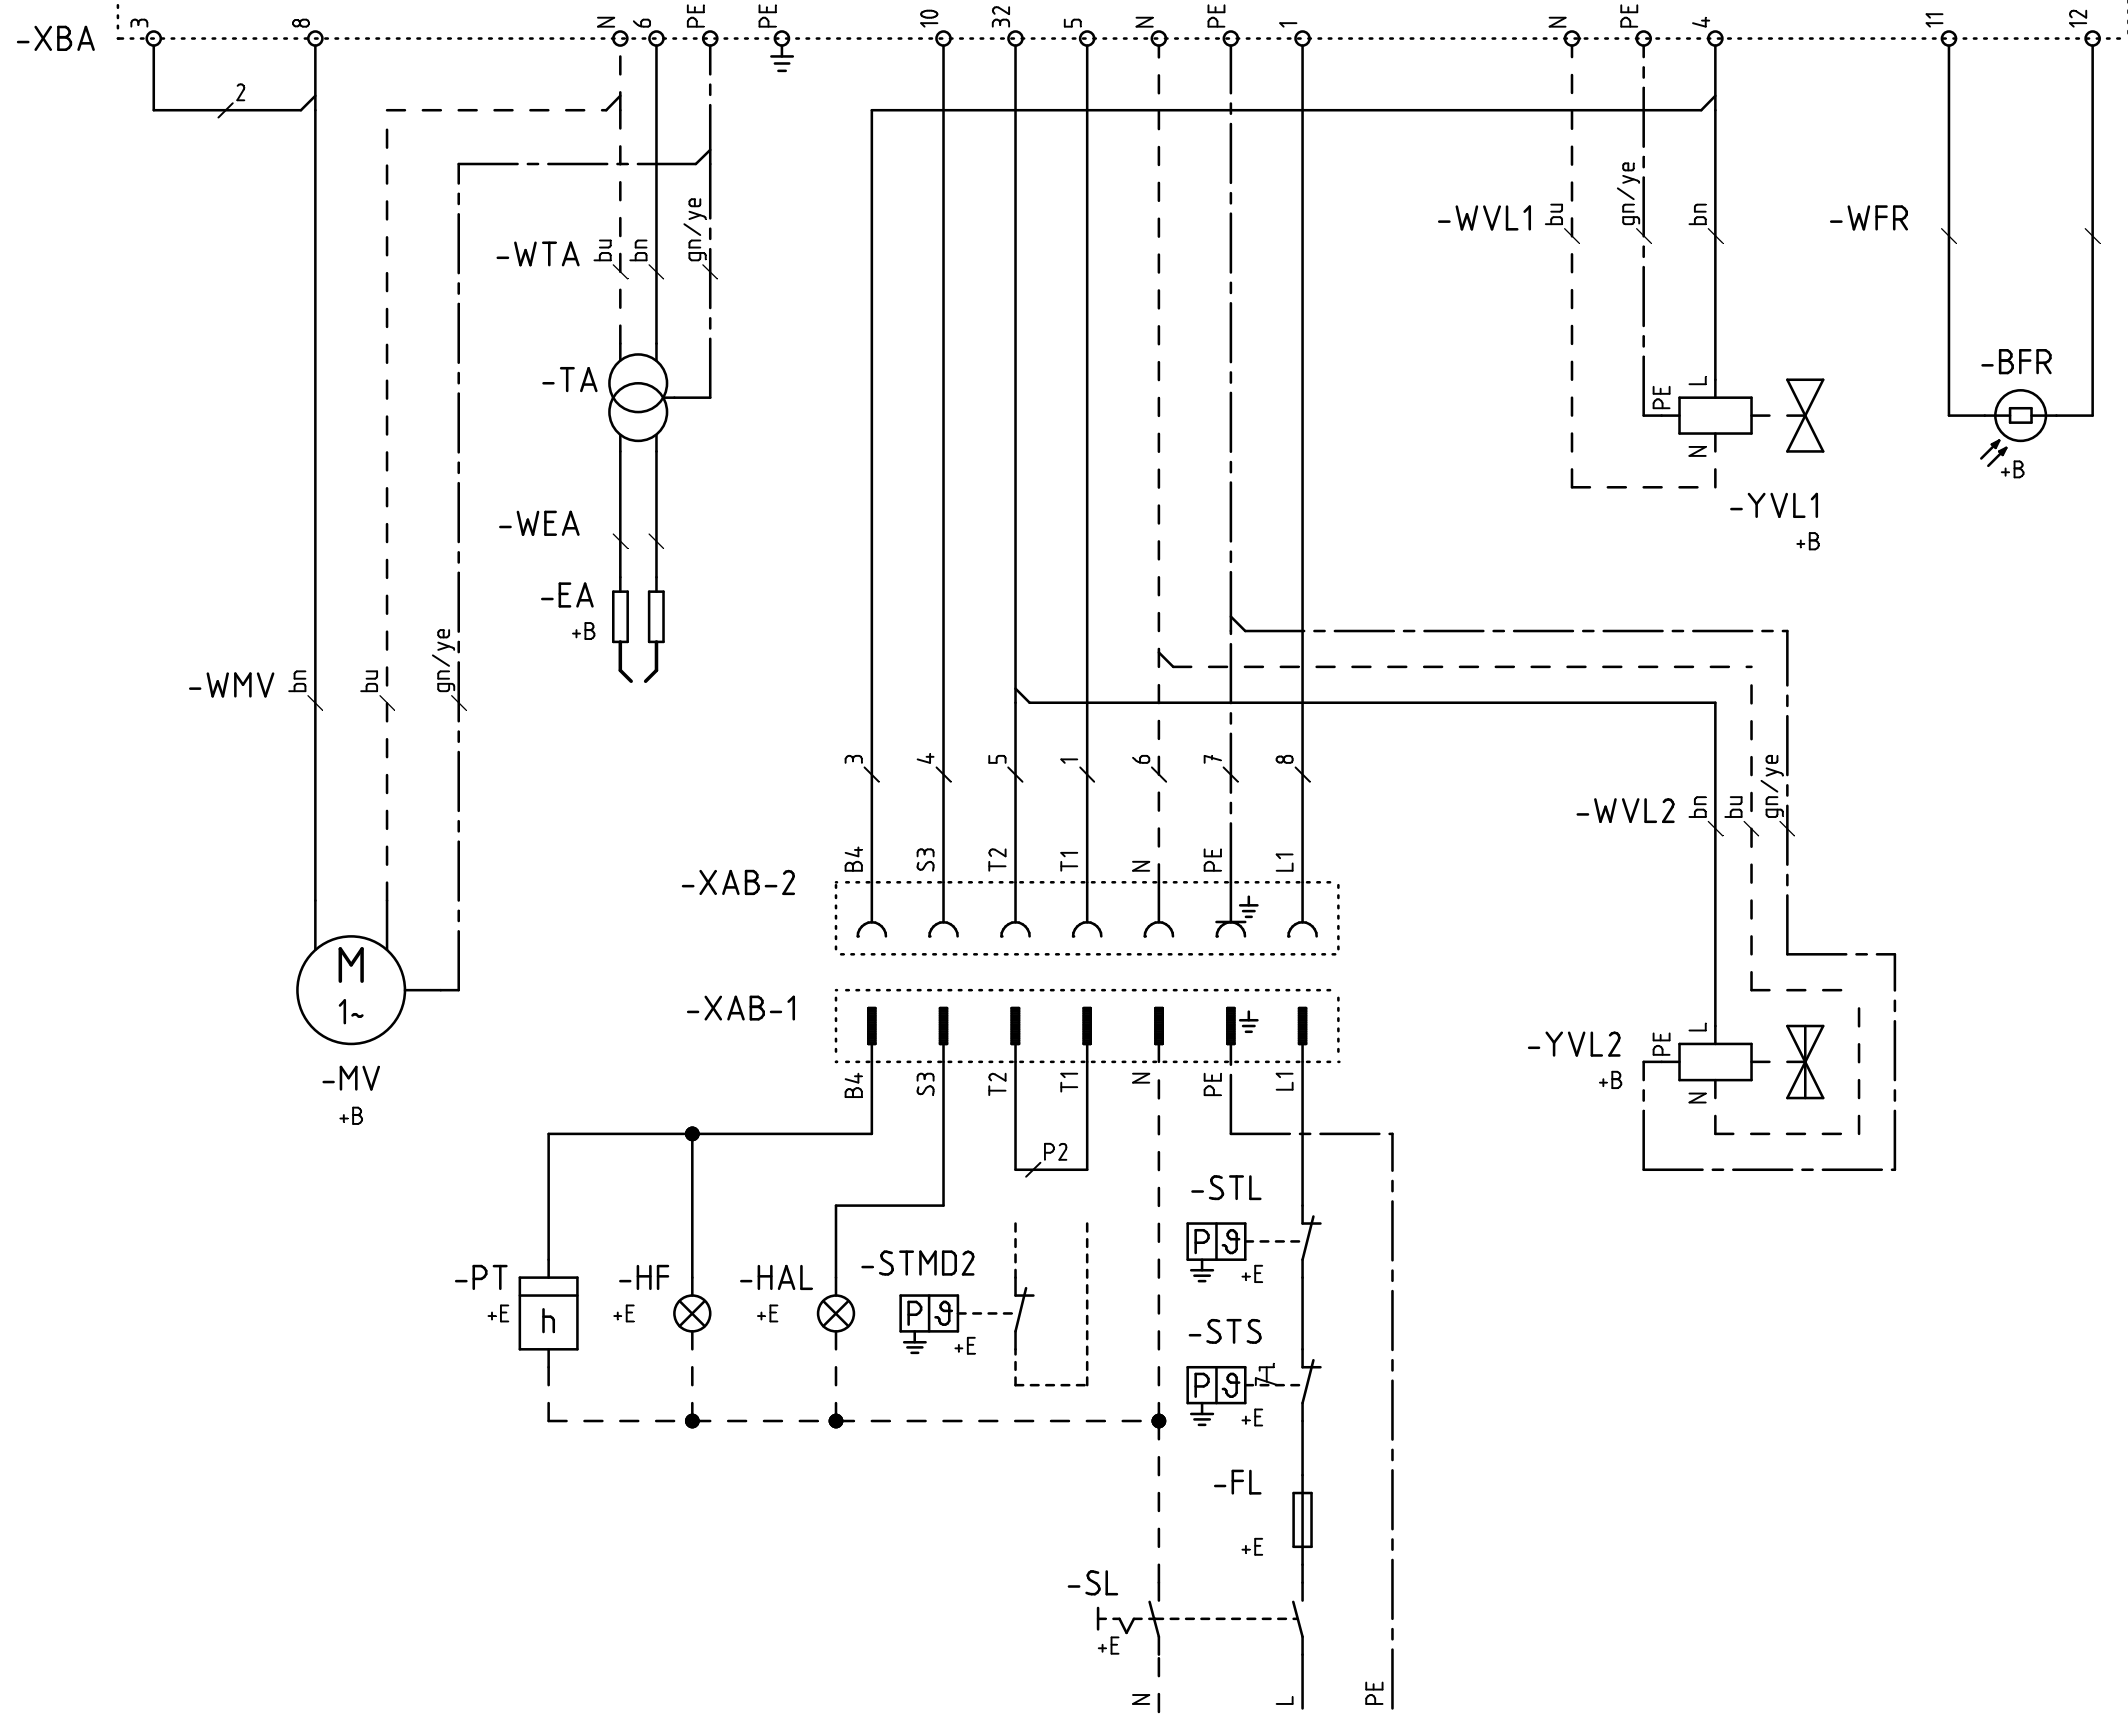 3 8 N 6 PE PE 10 32 5 N PE 1 N PE 4 11 12
-XBA
2
-WTA bu bn gn/ye
-WVL1 bu gn/ye bn
-WFR
-TA
-BFR
+B
PE L
N
-YVL1
+B
-WEA
-EA
+B
-WMV bn bu gn/ye
3 4 5 1 6 7 8
-WVL2 bn bu gn/ye
B4 S3 T2 T1 N PE L1
-XAB-2
-XAB-1
M
1~
-MV
+B
-YVL2
+B
PE L
N
B4 S3 T2 T1 N PE L1
P2
-STL
P ϑ
+E
-PT
+E
h
-HF
+E
-HAL
+E
-STMD2
P ϑ
+E
-STS
P ϑ
+E
-FL
+E
-SL
+E
N L PE